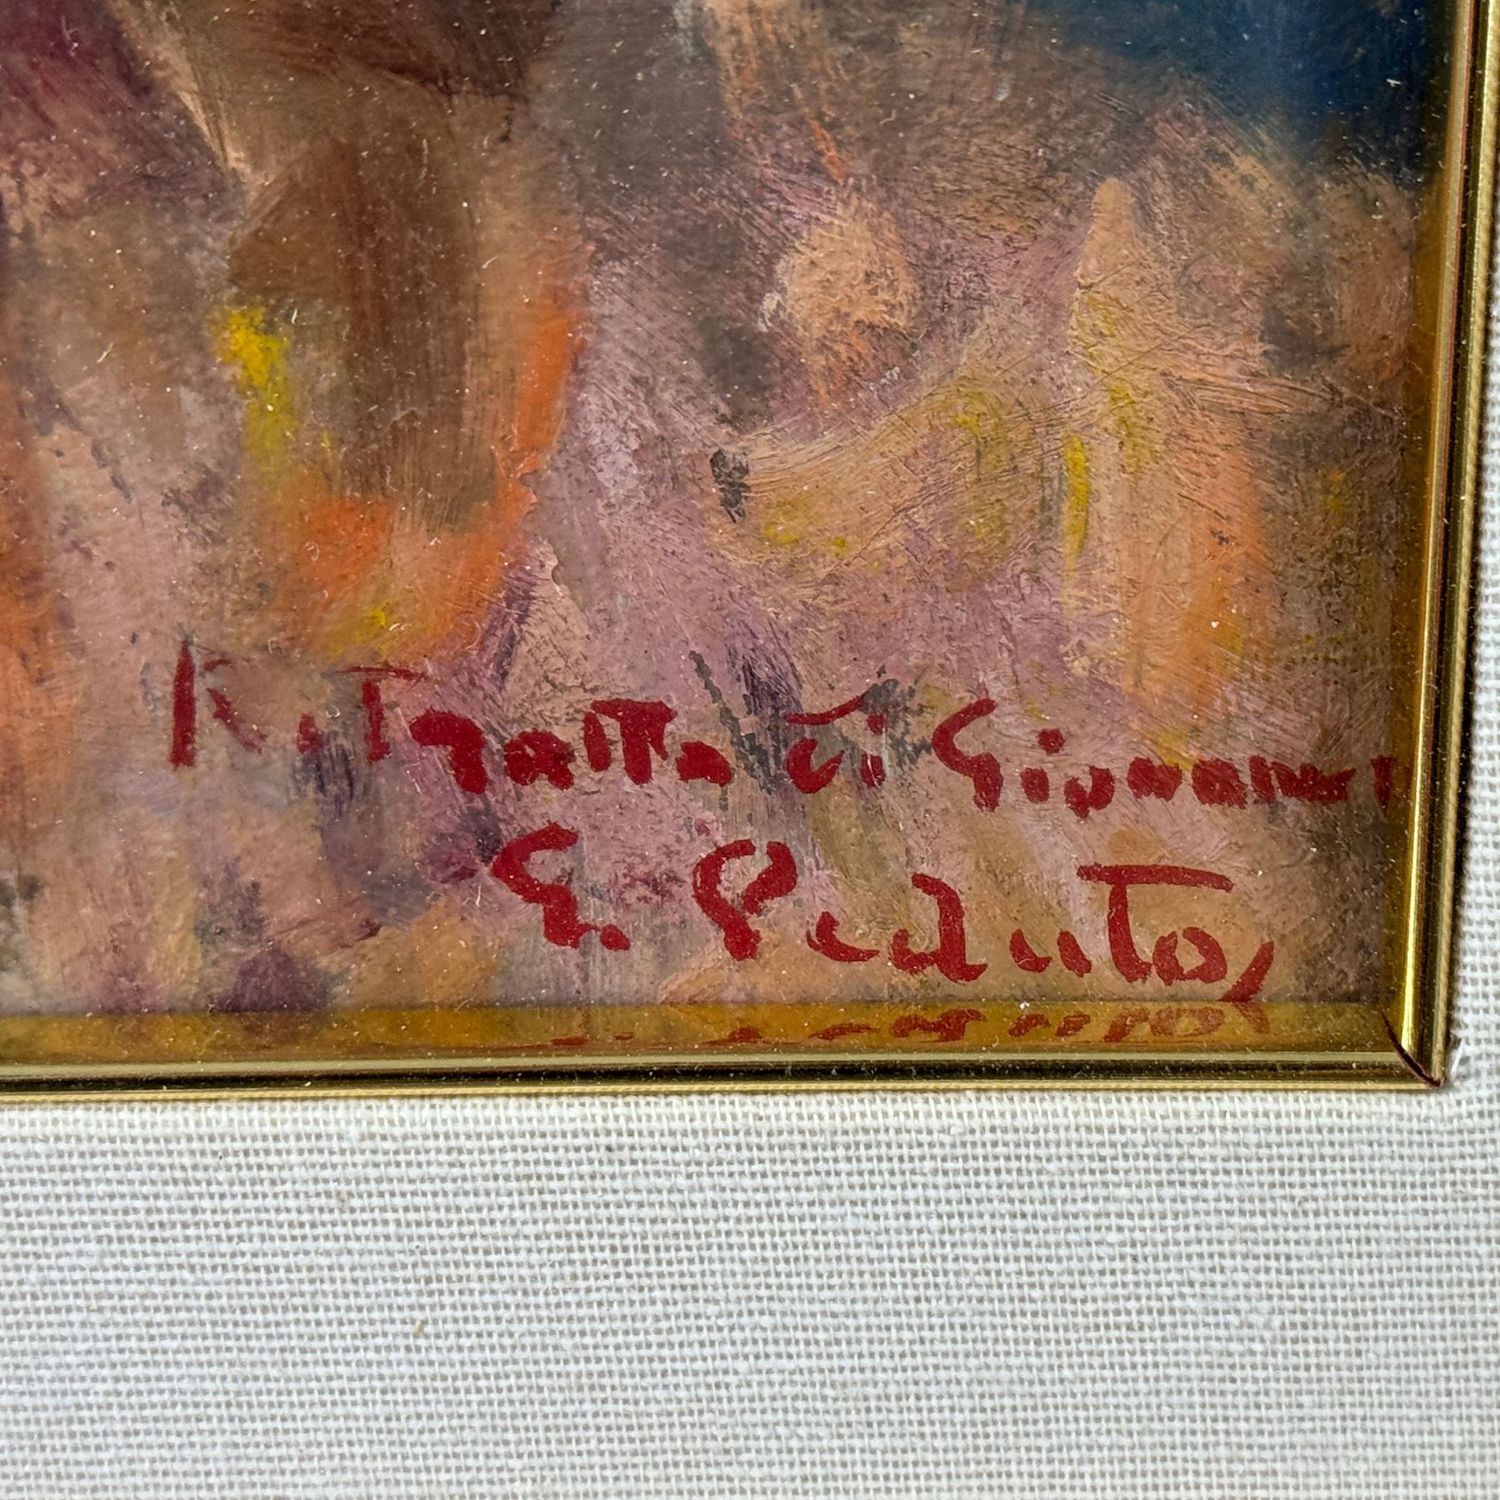 Ritratto di Giovanni
G. Peduto